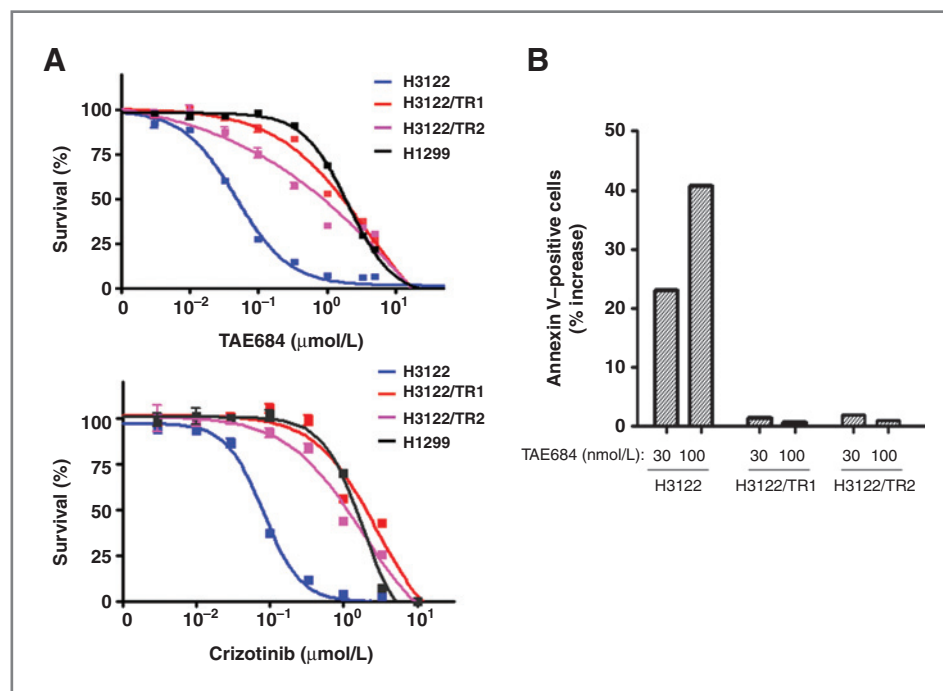 A
H3122
H3122/TR1
H3122/TR2
H1299
100
75
50
25
0
Survival (%)
0 10⁻² 10⁻¹ 10⁰ 10¹
TAE684 (μmol/L)
H3122
H3122/TR1
H3122/TR2
H1299
100
75
50
25
0
Survival (%)
0 10⁻² 10⁻¹ 10⁰ 10¹
Crizotinib (μmol/L)
B
50
40
30
20
10
0
Annexin V–positive cells
(% increase)
TAE684 (nmol/L): 30 100 30 100 30 100
H3122 H3122/TR1 H3122/TR2